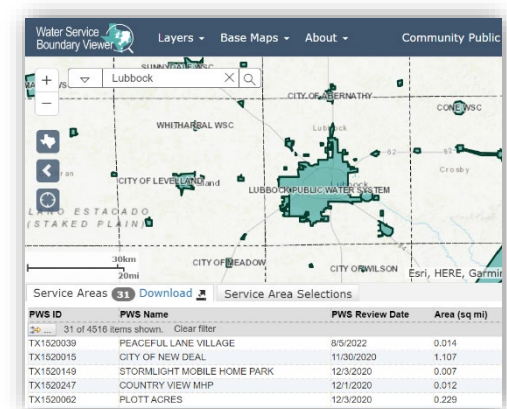 Water Service
Boundary Viewer
Layers Base Maps About Community Public
SUNNYDALE WSC
Lubbock
CITY OF ABERNATHY
CONE WSC
WHITHARRAL WSC
Lubbock
62
62
Crosby
CITY OF LEVELLAND
LUBBOCK PUBLIC WATER SYSTEM
LLANO ESTACADO
(STAKED PLAIN)
30km
20mi
CITY OF MEADOW
CITY OF WILSON
Esri, HERE, Garmin
Service Areas 31 Download Service Area Selections
PWS ID PWS Name PWS Review Date Area (sq mi)
... 31 of 4516 items shown. Clear filter
TX1520039 PEACEFUL LANE VILLAGE 8/5/2022 0.014
TX1520015 CITY OF NEW DEAL 11/30/2020 1.107
TX1520149 STORMLIGHT MOBILE HOME PARK 12/3/2020 0.007
TX1520247 COUNTRY VIEW MHP 12/1/2020 0.012
TX1520062 PLOTT ACRES 12/3/2020 0.229